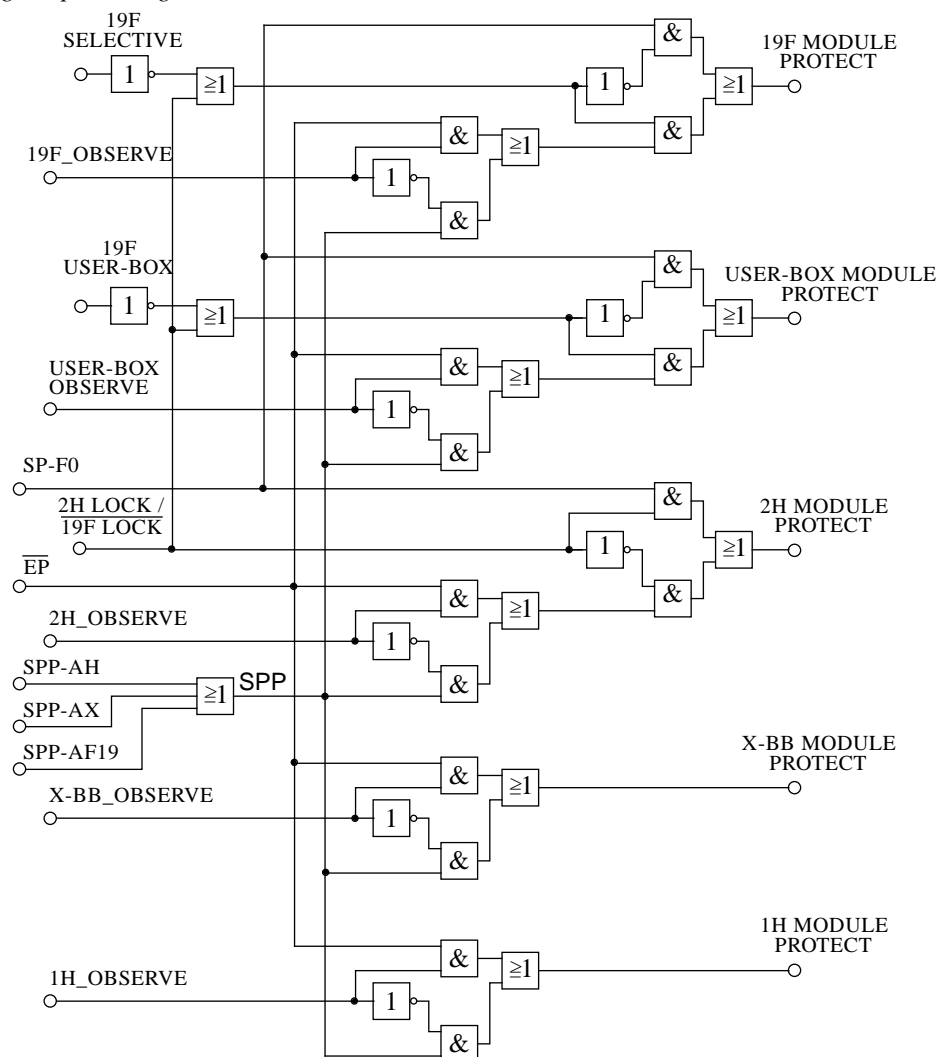 19F
SELECTIVE
1
≥1
&
1
&
≥1
19F MODULE
PROTECT
19F_OBSERVE
1
&
&
≥1
19F
USER-BOX
1
≥1
&
1
&
≥1
USER-BOX MODULE
PROTECT
USER-BOX
OBSERVE
1
&
&
≥1
SP-F0
2H LOCK /
19F LOCK
&
1
&
≥1
2H MODULE
PROTECT
EP
2H_OBSERVE
1
&
&
≥1
SPP-AH
SPP-AX
SPP-AF19
≥1
SPP
X-BB_OBSERVE
1
&
&
≥1
X-BB MODULE
PROTECT
1H_OBSERVE
1
&
&
≥1
1H MODULE
PROTECT